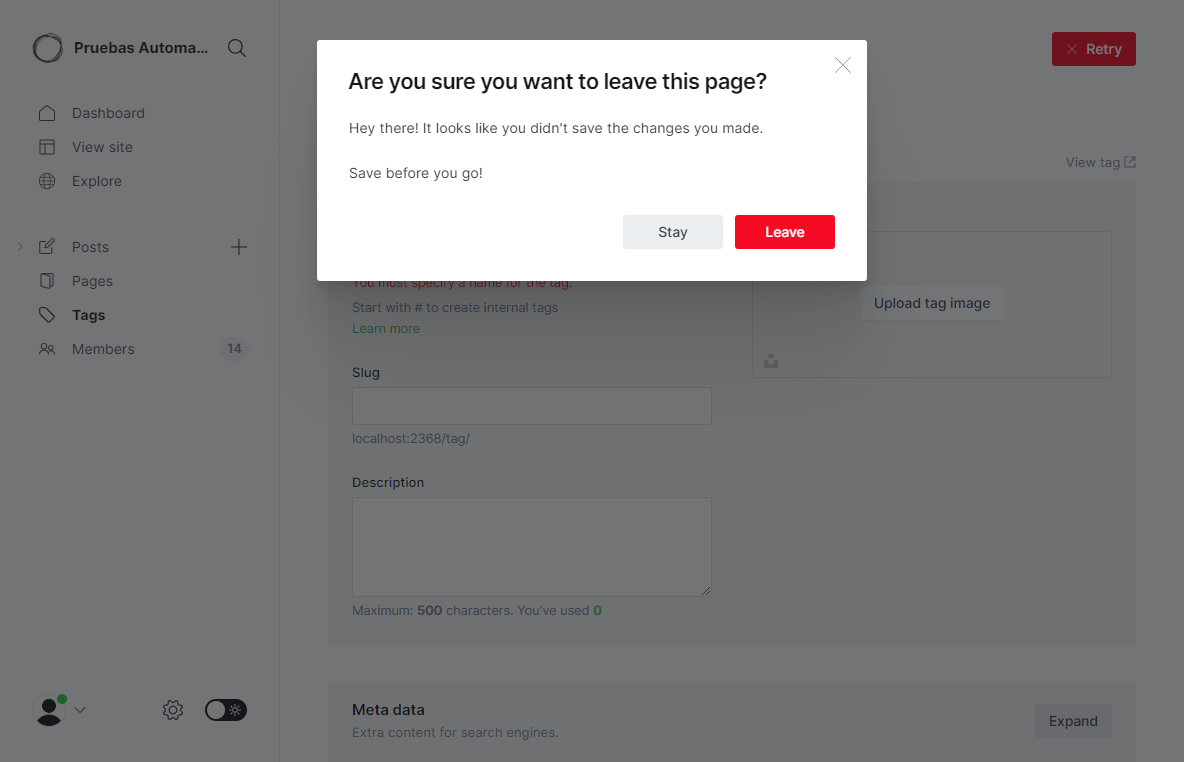 Pruebas Automa...
Dashboard
View site
Explore
Posts
Pages
Tags
Members
14
Retry
View tag
Are you sure you want to leave this page?
Hey there! It looks like you didn't save the changes you made.
Save before you go!
Stay
Leave
You must specify a name for the tag.
Start with # to create internal tags
Learn more
Upload tag image
Slug
localhost:2368/tag/
Description
Maximum: 500 characters. You've used 0
Meta data
Extra content for search engines.
Expand